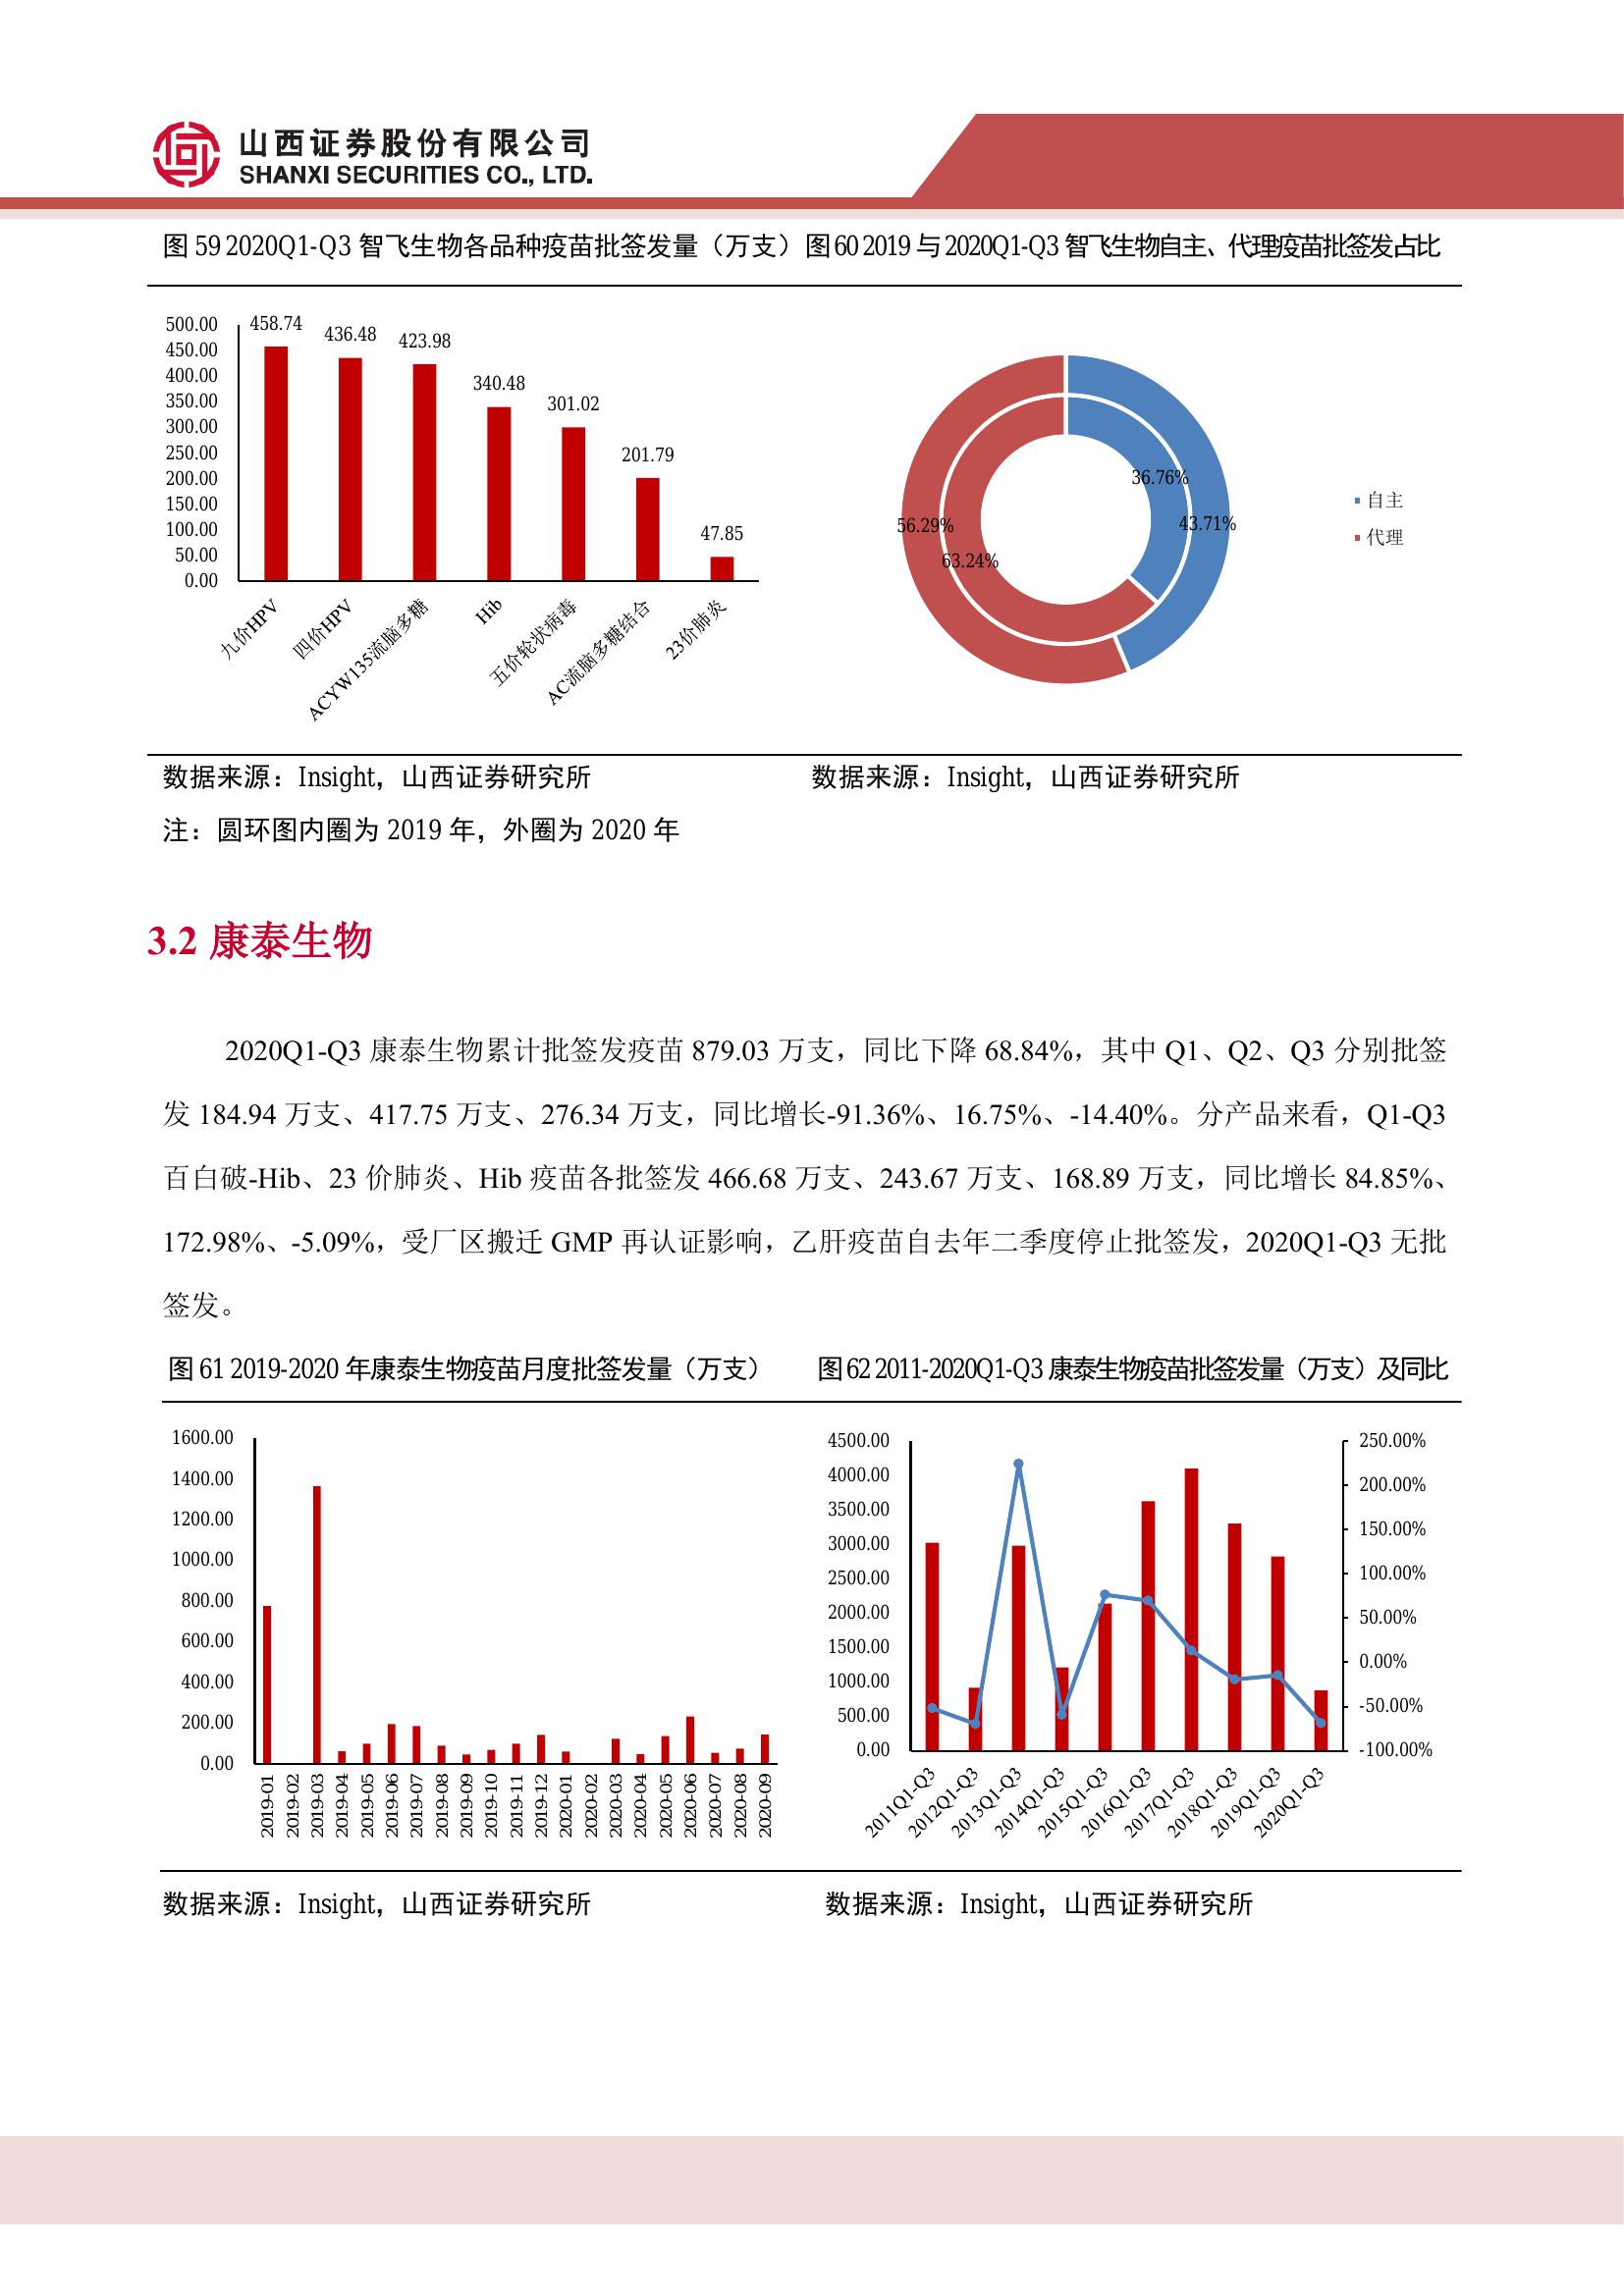 山西证券股份有限公司
SHANXI SECURITIES CO., LTD.
图 59 2020Q1-Q3 智飞生物各品种疫苗批签发量（万支）
图 60 2019 与 2020Q1-Q3 智飞生物自主、代理疫苗批签发占比
500.00
450.00
400.00
350.00
300.00
250.00
200.00
150.00
100.00
50.00
0.00
458.74
436.48
423.98
340.48
301.02
201.79
47.85
九价HPV
四价HPV
ACYW135流脑多糖
Hib
五价轮状病毒
AC流脑多糖结合
23价肺炎
36.76%
43.71%
56.29%
63.24%
自主
代理
数据来源：Insight，山西证券研究所
数据来源：Insight，山西证券研究所
注：圆环图内圈为 2019 年，外圈为 2020 年
3.2 康泰生物
2020Q1-Q3 康泰生物累计批签发疫苗 879.03 万支，同比下降 68.84%，其中 Q1、Q2、Q3 分别批签
发 184.94 万支、417.75 万支、276.34 万支，同比增长-91.36%、16.75%、-14.40%。分产品来看，Q1-Q3
百白破-Hib、23 价肺炎、Hib 疫苗各批签发 466.68 万支、243.67 万支、168.89 万支，同比增长 84.85%、
172.98%、-5.09%，受厂区搬迁 GMP 再认证影响，乙肝疫苗自去年二季度停止批签发，2020Q1-Q3 无批
签发。
图 61 2019-2020 年康泰生物疫苗月度批签发量（万支）
图 62 2011-2020Q1-Q3 康泰生物疫苗批签发量（万支）及同比
1600.00
1400.00
1200.00
1000.00
800.00
600.00
400.00
200.00
0.00
2019-01
2019-02
2019-03
2019-04
2019-05
2019-06
2019-07
2019-08
2019-09
2019-10
2019-11
2019-12
2020-01
2020-02
2020-03
2020-04
2020-05
2020-06
2020-07
2020-08
2020-09
4500.00
4000.00
3500.00
3000.00
2500.00
2000.00
1500.00
1000.00
500.00
0.00
250.00%
200.00%
150.00%
100.00%
50.00%
0.00%
-50.00%
-100.00%
2011Q1-Q3
2012Q1-Q3
2013Q1-Q3
2014Q1-Q3
2015Q1-Q3
2016Q1-Q3
2017Q1-Q3
2018Q1-Q3
2019Q1-Q3
2020Q1-Q3
数据来源：Insight，山西证券研究所
数据来源：Insight，山西证券研究所